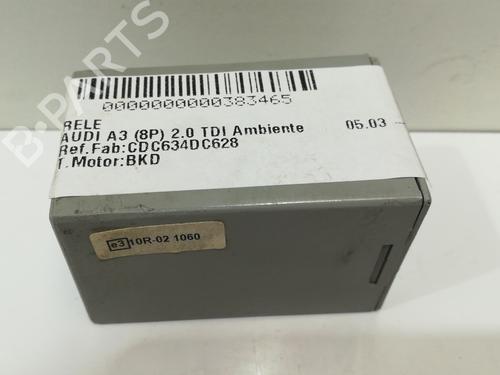 B-PARTS
0000000000383465
RELE
AUDI A3 (8P) 2.0 TDI Ambiente 05.03 -
Ref.Fab:CDC634DC628
T.Motor:BKD
e3 10R-02 1060